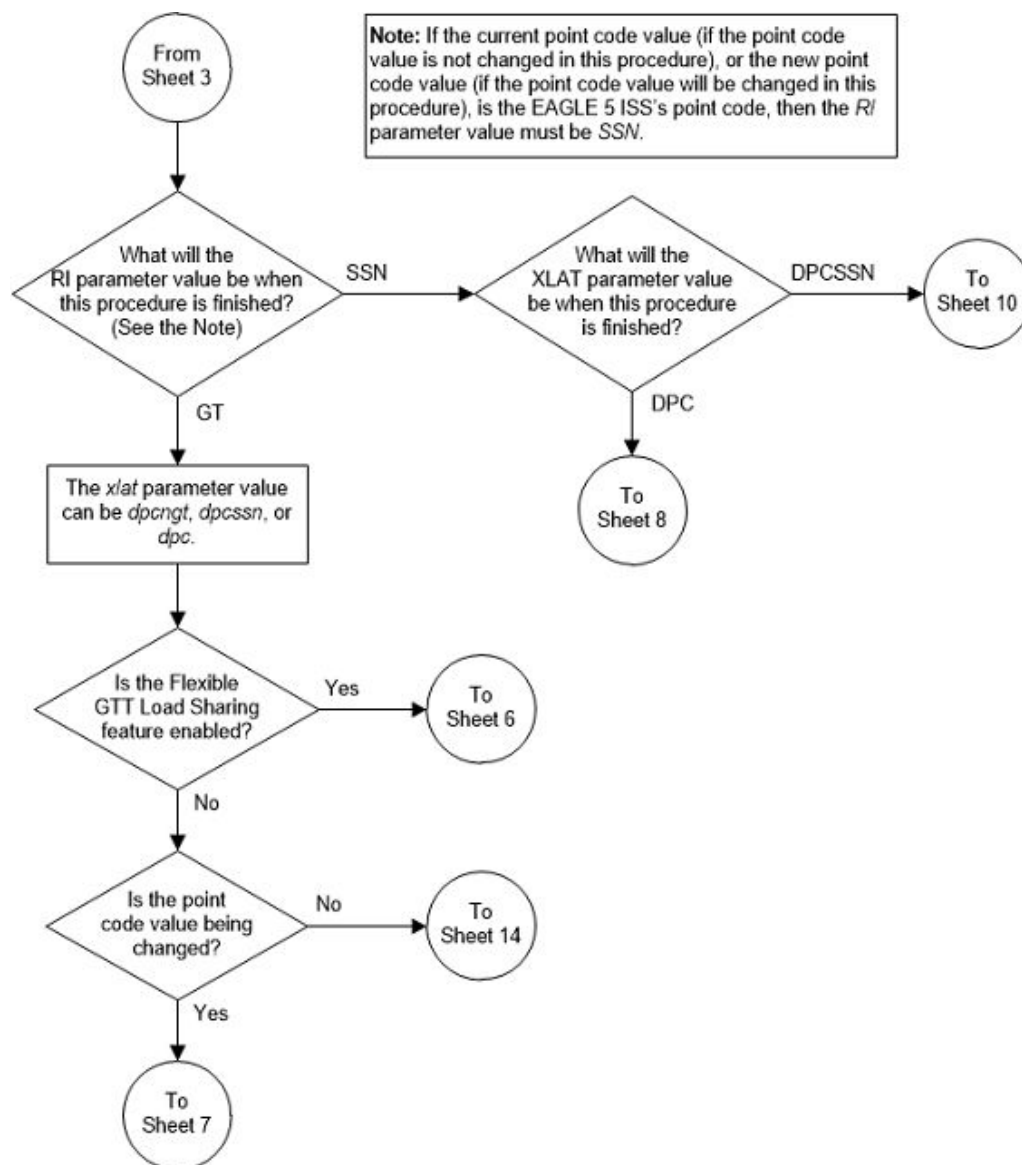 From
Sheet 3
Note: If the current point code value (if the point code
value is not changed in this procedure), or the new point
code value (if the point code value will be changed in this
procedure), is the EAGLE 5 ISS's point code, then the RI
parameter value must be SSN.
What will the
RI parameter value be when
this procedure is finished?
(See the Note)
SSN
What will the
XLAT parameter value
be when this procedure
is finished?
DPCSSN
To
Sheet 10
GT
DPC
The xlat parameter value
can be dpcngt, dpcssn, or
dpc.
To
Sheet 8
Is the Flexible
GTT Load Sharing
feature enabled?
Yes
To
Sheet 6
No
Is the point
code value being
changed?
No
To
Sheet 14
Yes
To
Sheet 7